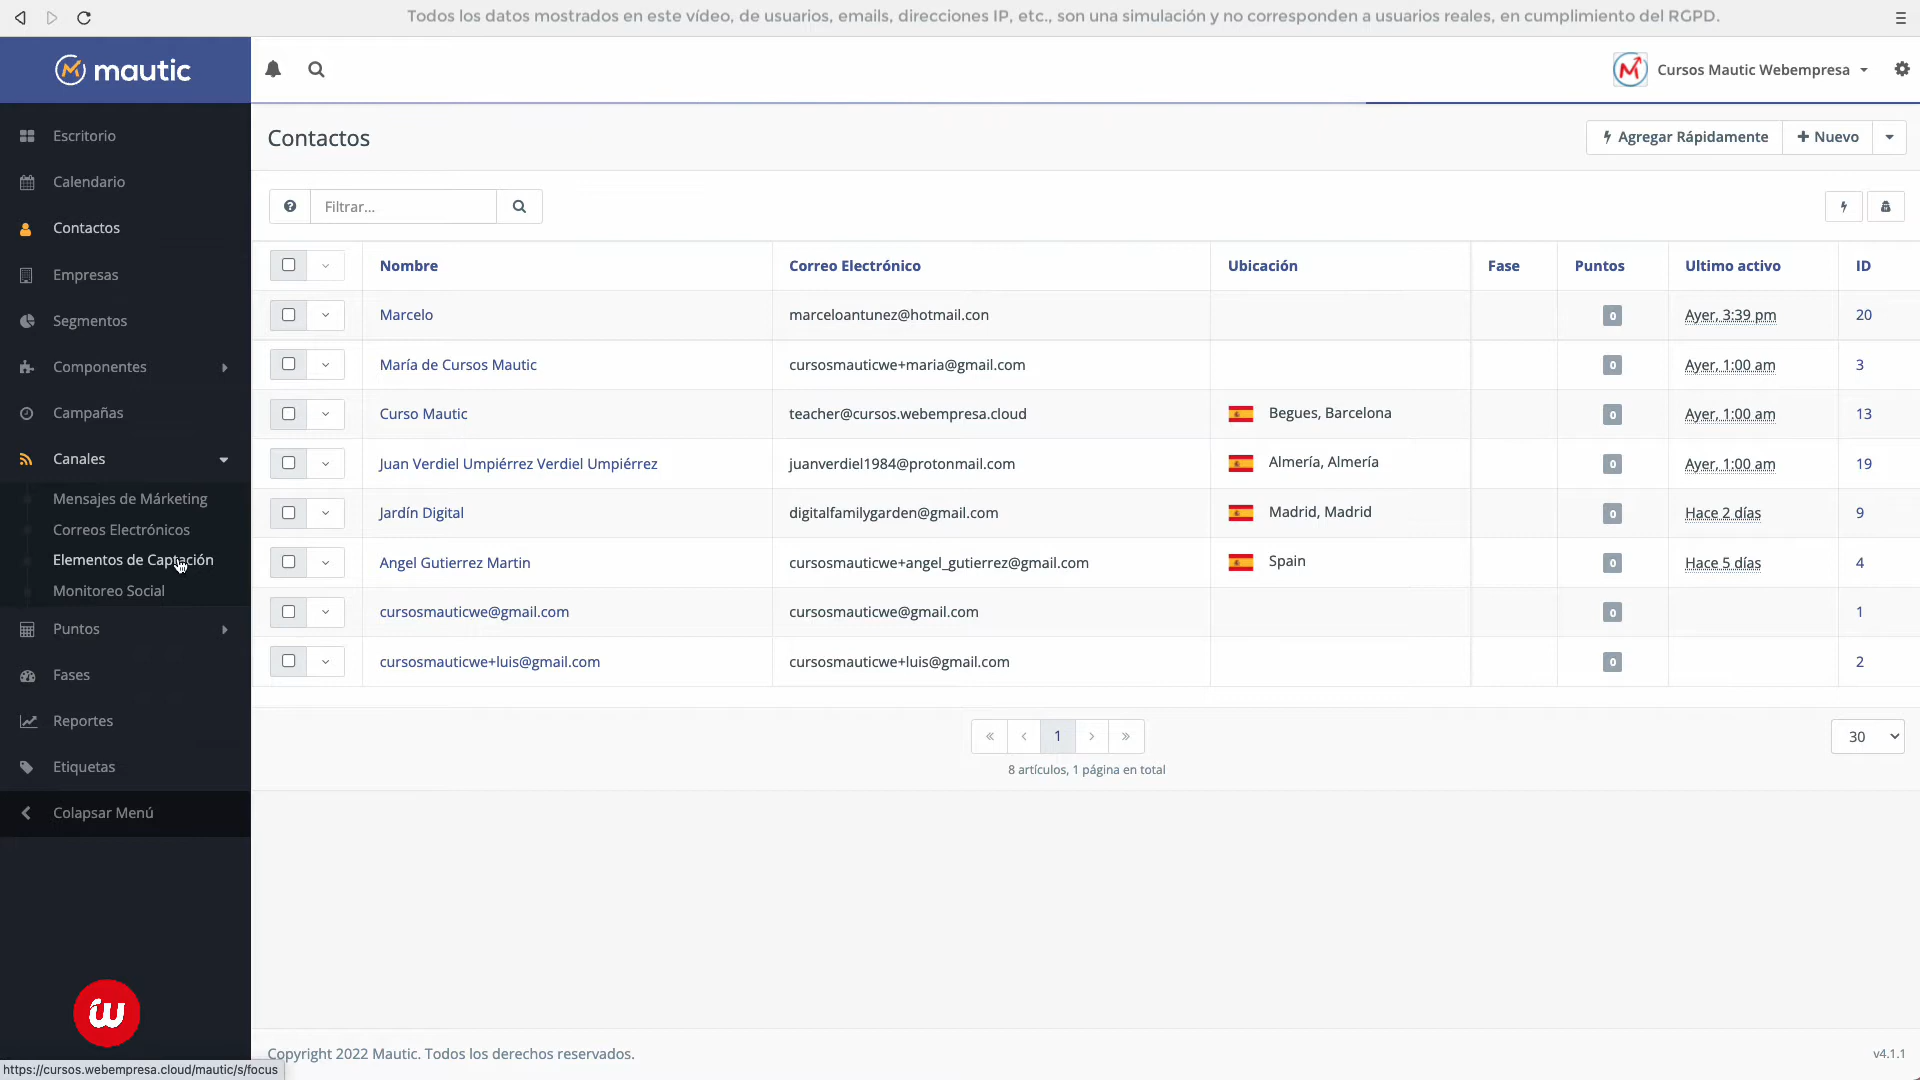 Todos los datos mostrados en este vídeo, de usuarios, emails, direcciones IP, etc., son una simulación y no corresponden a usuarios reales, en cumplimiento del RGPD.
mautic
Cursos Mautic Webempresa
Escritorio
Calendario
Contactos
Empresas
Segmentos
Componentes
Campañas
Canales
Mensajes de Márketing
Correos Electrónicos
Elementos de Captación
Monitoreo Social
Puntos
Fases
Reportes
Etiquetas
Colapsar Menú
Contactos
Agregar Rápidamente
+ Nuevo
Filtrar...
Nombre Correo Electrónico Ubicación Fase Puntos Ultimo activo ID
Marcelo marceloantunez@hotmail.con 0 Ayer, 3:39 pm 20
María de Cursos Mautic cursosmauticwe+maria@gmail.com 0 Ayer, 1:00 am 3
Curso Mautic teacher@cursos.webempresa.cloud Begues, Barcelona 0 Ayer, 1:00 am 13
Juan Verdiel Umpiérrez Verdiel Umpiérrez juanverdiel1984@protonmail.com Almería, Almería 0 Ayer, 1:00 am 19
Jardín Digital digitalfamilygarden@gmail.com Madrid, Madrid 0 Hace 2 días 9
Angel Gutierrez Martin cursosmauticwe+angel_gutierrez@gmail.com Spain 0 Hace 5 días 4
cursosmauticwe@gmail.com cursosmauticwe@gmail.com 0 1
cursosmauticwe+luis@gmail.com cursosmauticwe+luis@gmail.com 0 2
« ‹ 1 › »
30
8 artículos, 1 página en total
Copyright 2022 Mautic. Todos los derechos reservados.
v4.1.1
https://cursos.webempresa.cloud/mautic/s/focus